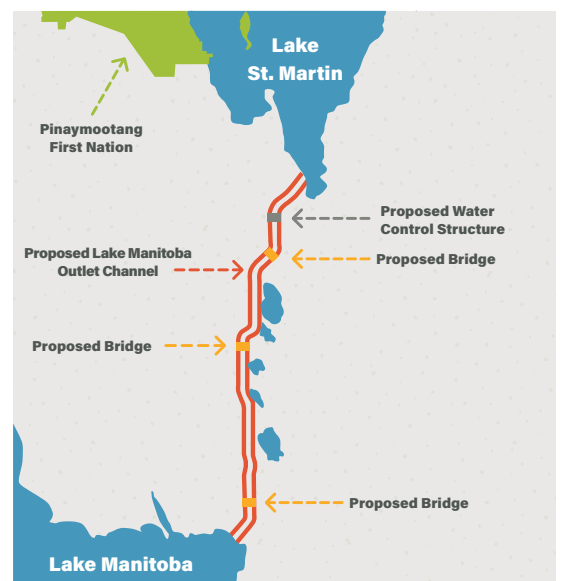 Lake
St. Martin
Pinaymootang
First Nation
Proposed Water
Control Structure
Proposed Lake Manitoba
Outlet Channel
Proposed Bridge
Proposed Bridge
Proposed Bridge
Lake Manitoba